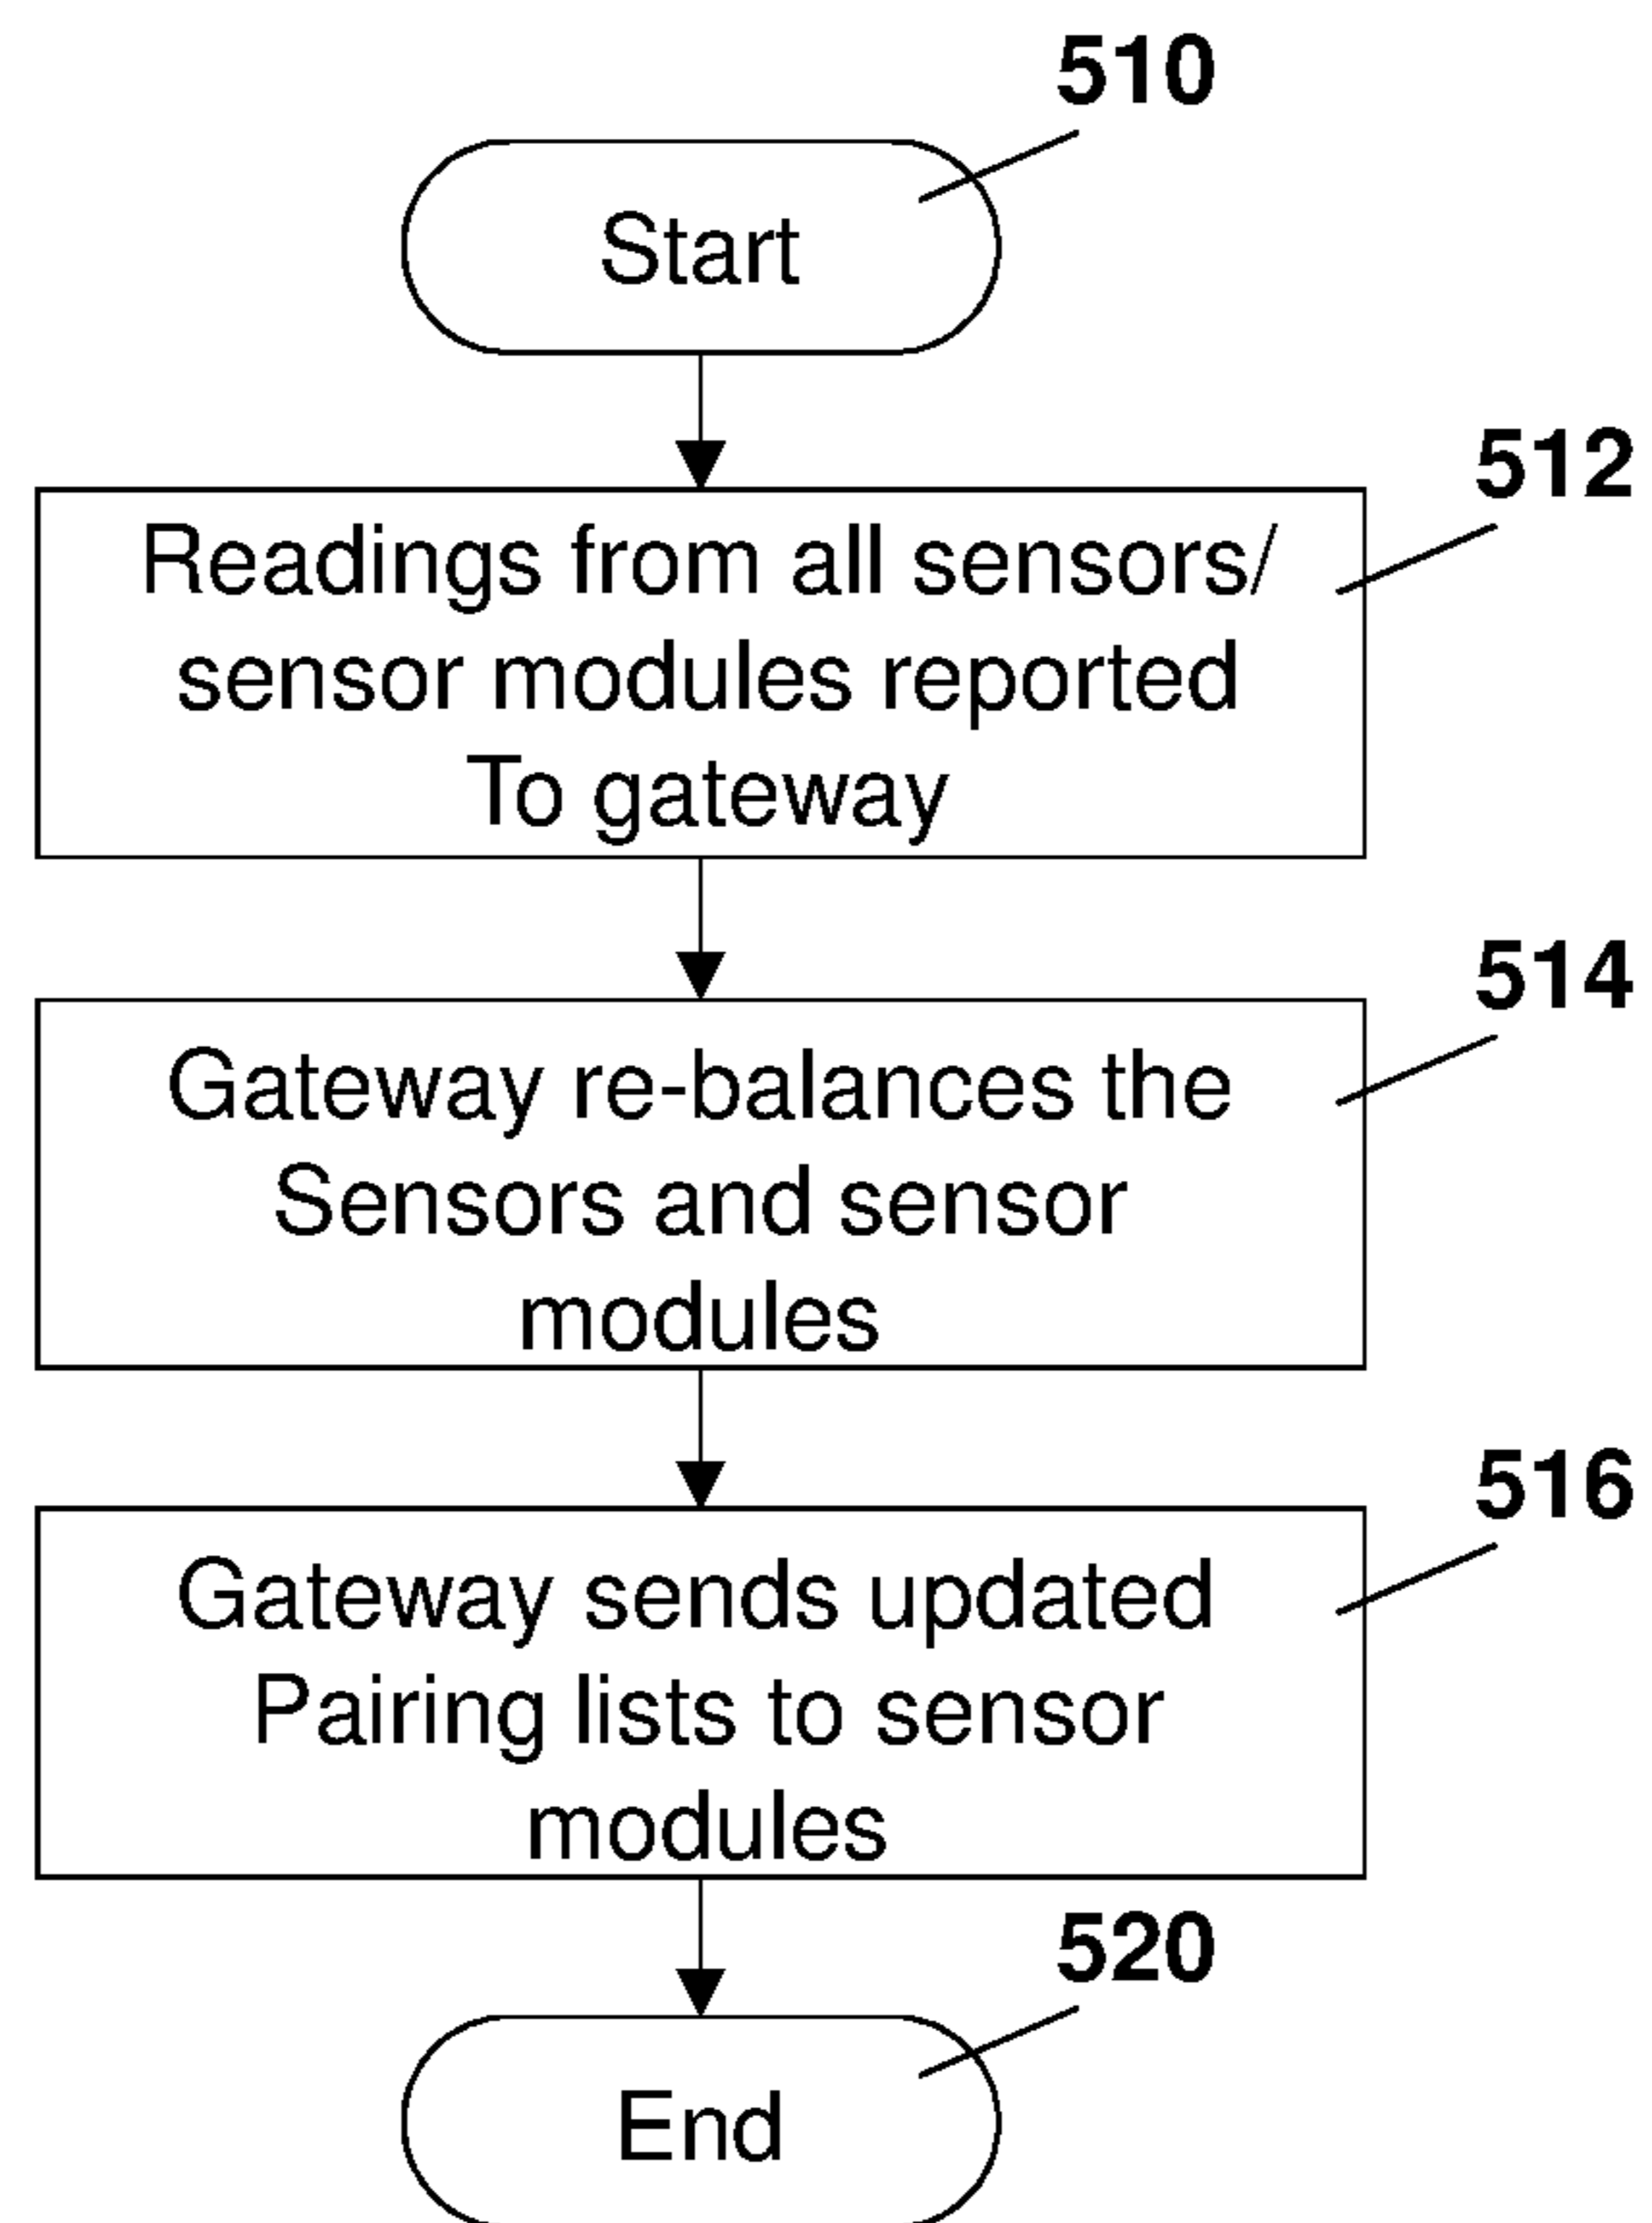 510
Start
512
Readings from all sensors/
sensor modules reported
To gateway
514
Gateway re-balances the
Sensors and sensor
modules
516
Gateway sends updated
Pairing lists to sensor
modules
520
End